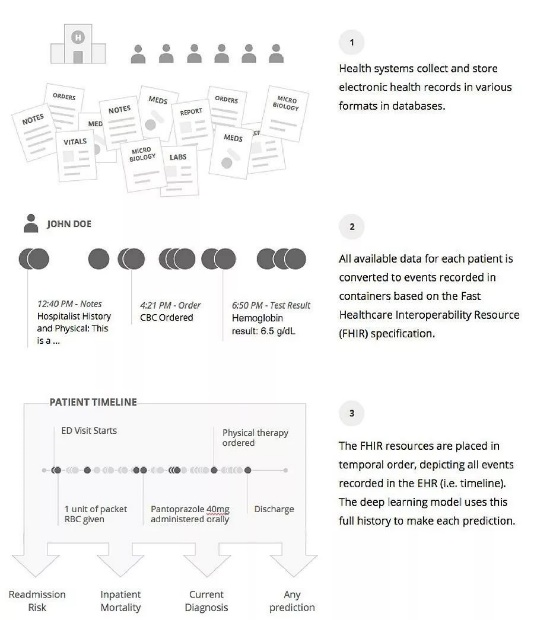 H
1
Health systems collect and store
electronic health records in various
formats in databases.
NOTES
ORDERS
MED
NOTES
MEDS
REPORT
ORDERS
MICRO
BIOLOGY
VITALS
MICRO
BIOLOGY
LABS
MEDS
JOHN DOE
2
All available data for each patient is
converted to events recorded in
containers based on the Fast
Healthcare Interoperability Resource
(FHIR) specification.
12:40 PM - Notes
Hospitalist History
and Physical: This
is a ...
4:21 PM - Order
CBC Ordered
6:50 PM - Test Result
Hemoglobin
result: 6.5 g/dL
PATIENT TIMELINE
ED Visit Starts
Physical therapy
ordered
1 unit of packet
RBC given
Pantoprazole 40mg
administered orally
Discharge
3
The FHIR resources are placed in
temporal order, depicting all events
recorded in the EHR (i.e. timeline).
The deep learning model uses this
full history to make each prediction.
Readmission
Risk
Inpatient
Mortality
Current
Diagnosis
Any
prediction